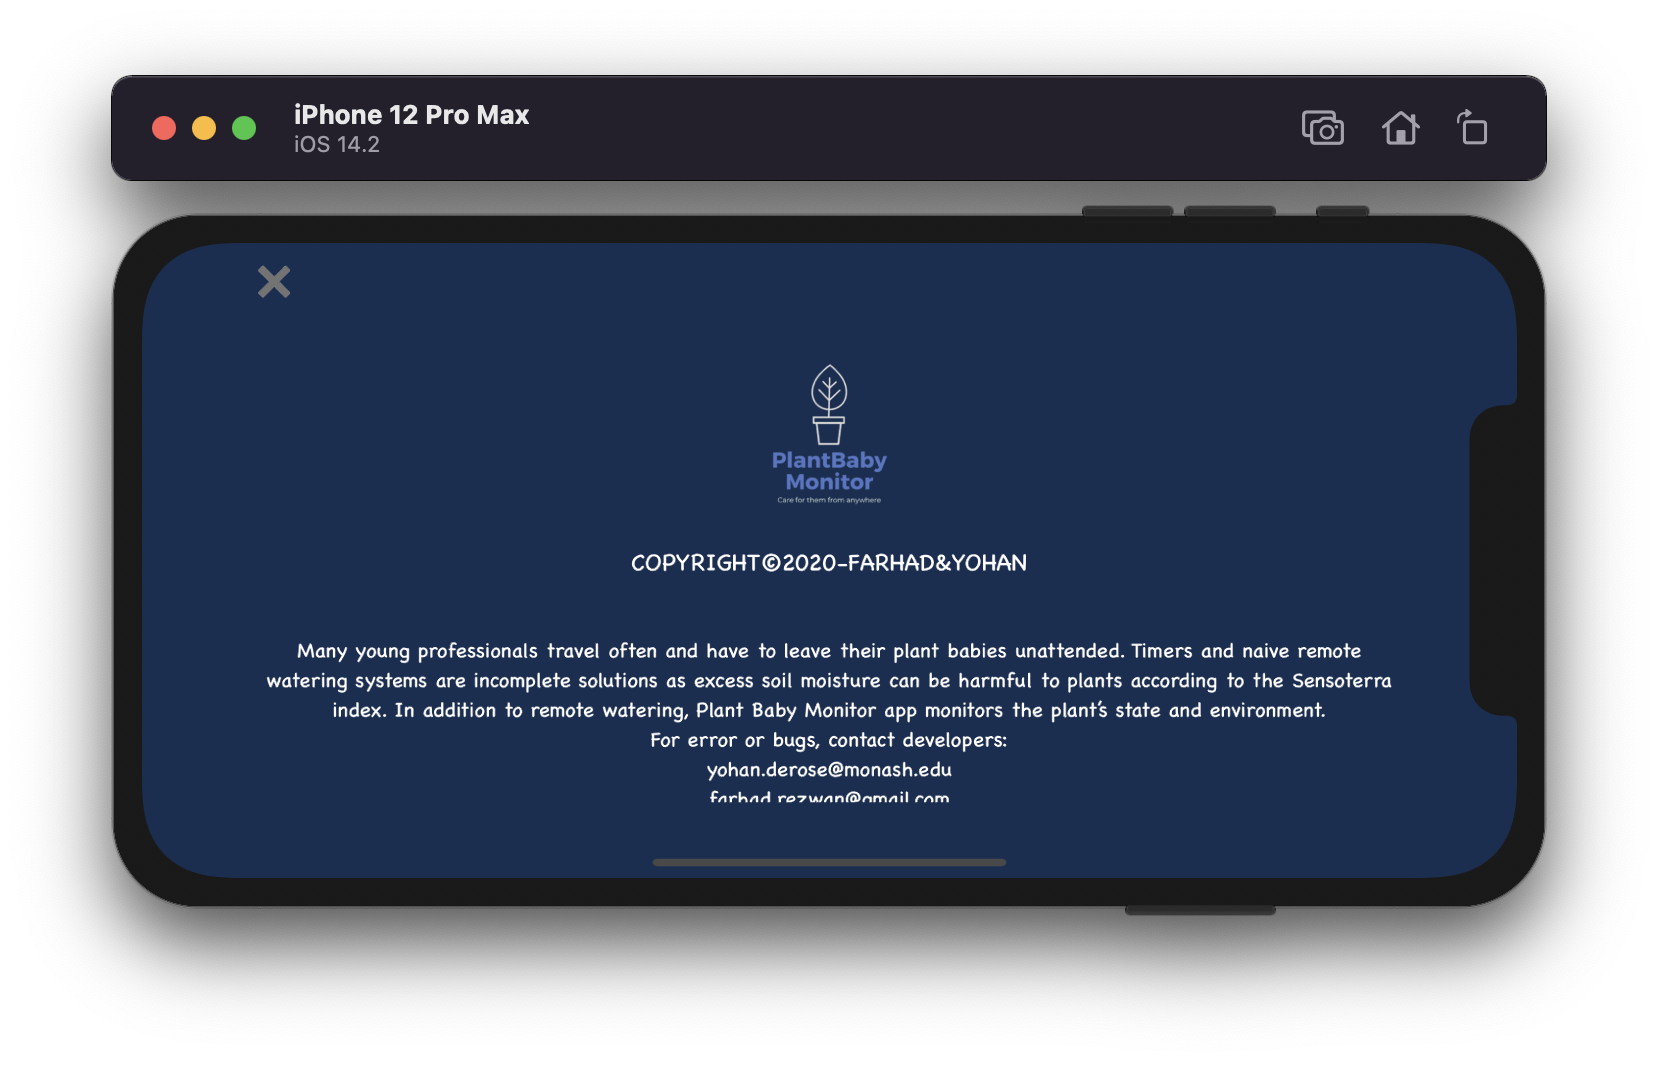 iPhone 12 Pro Max
iOS 14.2
PlantBaby
Monitor
Care for them from anywhere
COPYRIGHT©2020-FARHAD&YOHAN
Many young professionals travel often and have to leave their plant babies unattended. Timers and naive remote
watering systems are incomplete solutions as excess soil moisture can be harmful to plants according to the Sensoterra
index. In addition to remote watering, Plant Baby Monitor app monitors the plant's state and environment.
For error or bugs, contact developers:
yohan.derose@monash.edu
farhad.rezwan@gmail.com